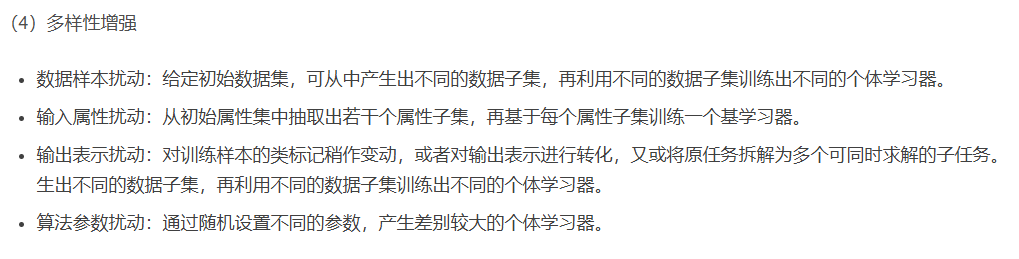 （4）多样性增强
• 数据样本扰动：给定初始数据集，可从中产生出不同的数据子集，再利用不同的数据子集训练出不同的个体学习器。
• 输入属性扰动：从初始属性集中抽取出若干个属性子集，再基于每个属性子集训练一个基学习器。
• 输出表示扰动：对训练样本的类标记稍作变动，或者对输出表示进行转化，又或将原任务拆解为多个可同时求解的子任务。
生出不同的数据子集，再利用不同的数据子集训练出不同的个体学习器。
• 算法参数扰动：通过随机设置不同的参数，产生差别较大的个体学习器。